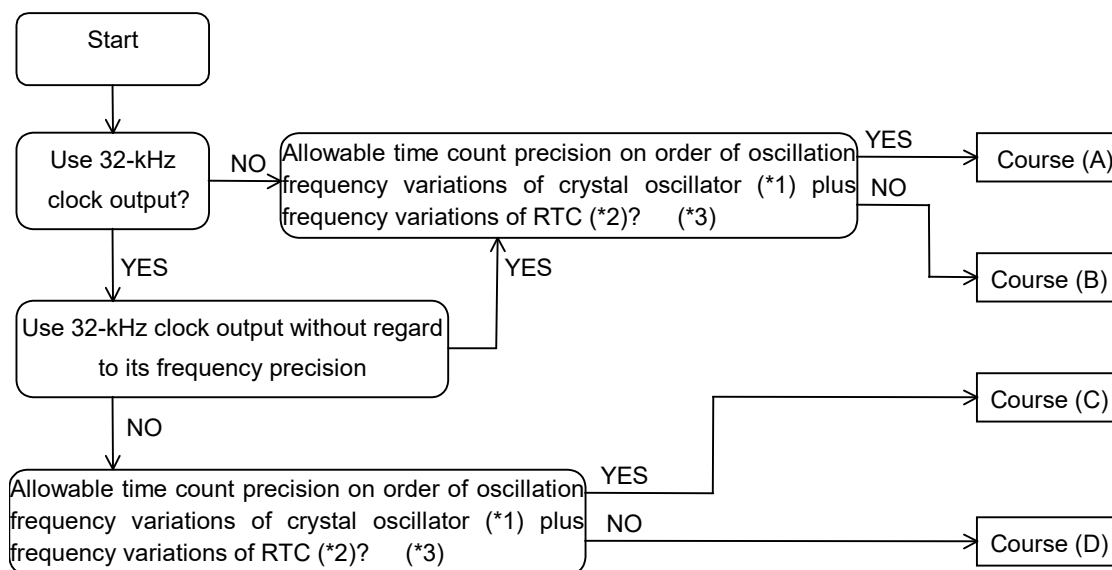 Start
Use 32-kHz
clock output?
NO
Allowable time count precision on order of oscillation
frequency variations of crystal oscillator (*1) plus
frequency variations of RTC (*2)? (*3)
YES
Course (A)
NO
Course (B)
YES
YES
Use 32-kHz clock output without regard
to its frequency precision
Course (C)
NO
Allowable time count precision on order of oscillation
frequency variations of crystal oscillator (*1) plus
frequency variations of RTC (*2)? (*3)
YES
NO
Course (D)